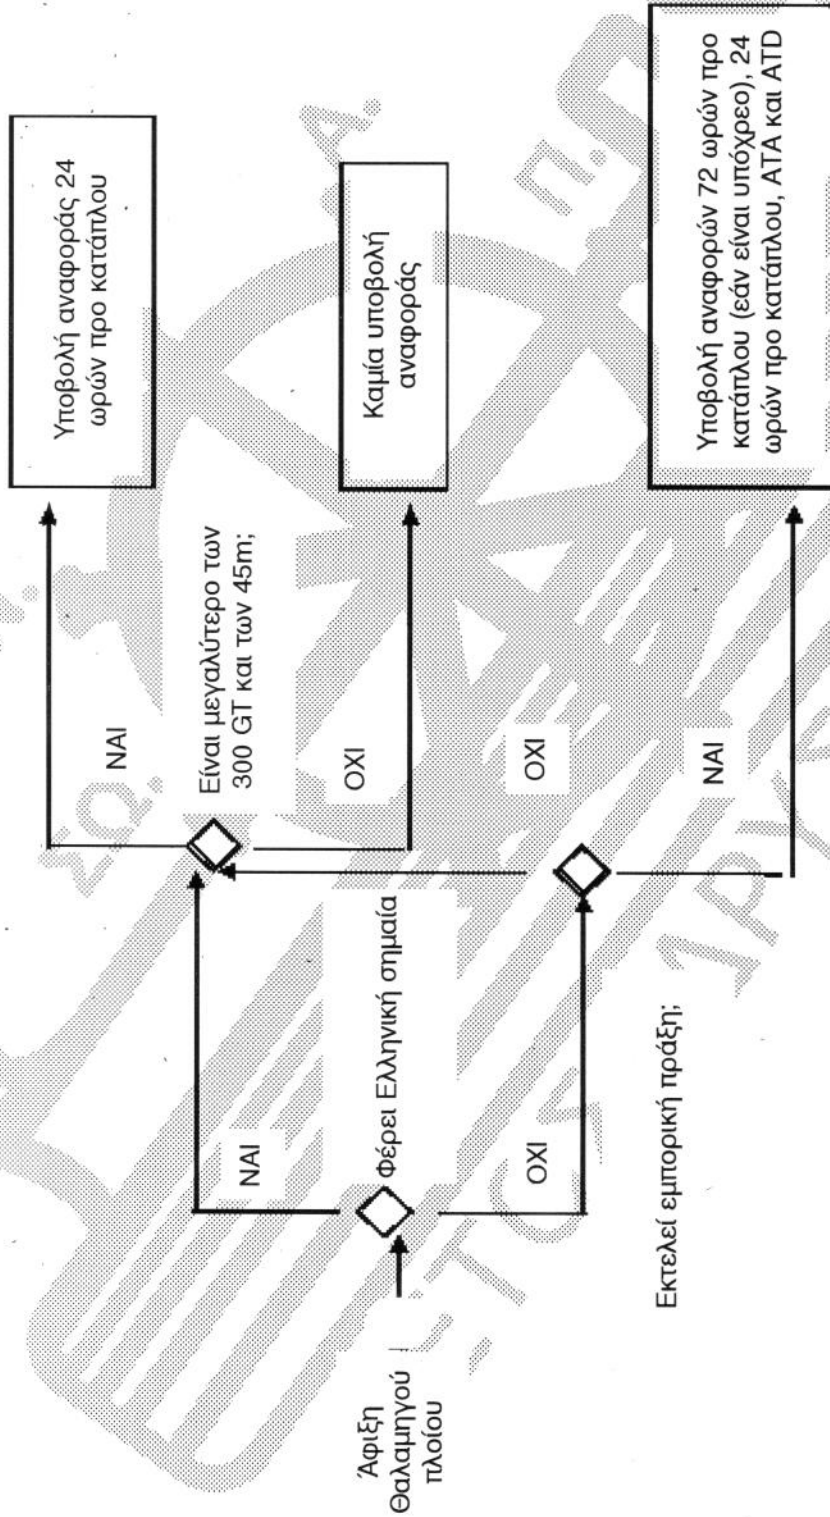 Άφιξη
Θαλαμηγού
πλοίου
Φέρει Ελληνική σημαία
ΝΑΙ
ΟΧΙ
Εκτελεί εμπορική πράξη;
Είναι μεγαλύτερο των
300 GT και των 45m;
ΝΑΙ
ΟΧΙ
ΟΧΙ
ΝΑΙ
Υποβολή αναφοράς 24
ωρών προ κατάπλου
Καμία υποβολή
αναφοράς
Υποβολή αναφορών 72 ωρών προ
κατάπλου (εάν είναι υπόχρεο), 24
ωρών προ κατάπλου, ATA και ATD
ΣΩ.
Α.
Π.